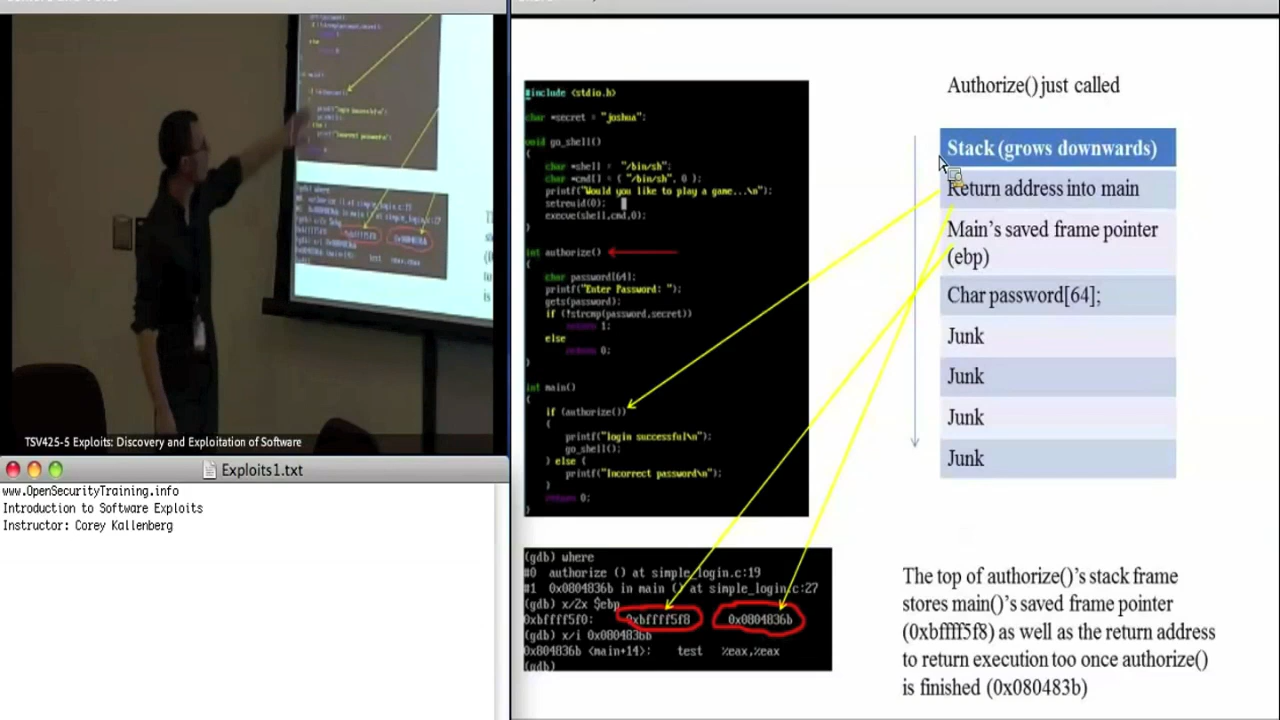 TSV425-5 Exploits: Discovery and Exploitation of Software
Exploits1.txt
www.OpenSecurityTraining.info
Introduction to Software Exploits
Instructor: Corey Kallenberg
#include <stdio.h>
char *secret = "joshua";
void go_shell()
{
char *shell = "/bin/sh";
char *cmd[] = { "/bin/sh", 0 };
printf("Would you like to play a game...\n");
setreuid(0);
execve(shell,cmd,0);
}
int authorize()
{
char password[64];
printf("Enter Password: ");
gets(password);
if (!strcmp(password,secret))
return 1;
else
return 0;
}
int main()
{
if (authorize())
{
printf("login successful\n");
go_shell();
} else {
printf("Incorrect password\n");
}
return 0;
}
(gdb) where
#0 authorize () at simple_login.c:19
#1 0x0804836b in main () at simple_login.c:27
(gdb) x/2x $ebp
0xbffff5f0: 0xbffff5f8 0x0804836b
(gdb) x/i 0x0804836b
0x804836b <main+14>: test %eax,%eax
(gdb)
Authorize() just called
Stack (grows downwards)
Return address into main
Main's saved frame pointer
(ebp)
Char password[64];
Junk
Junk
Junk
Junk
The top of authorize()'s stack frame
stores main()'s saved frame pointer
(0xbffff5f8) as well as the return address
to return execution too once authorize()
is finished (0x080483b)